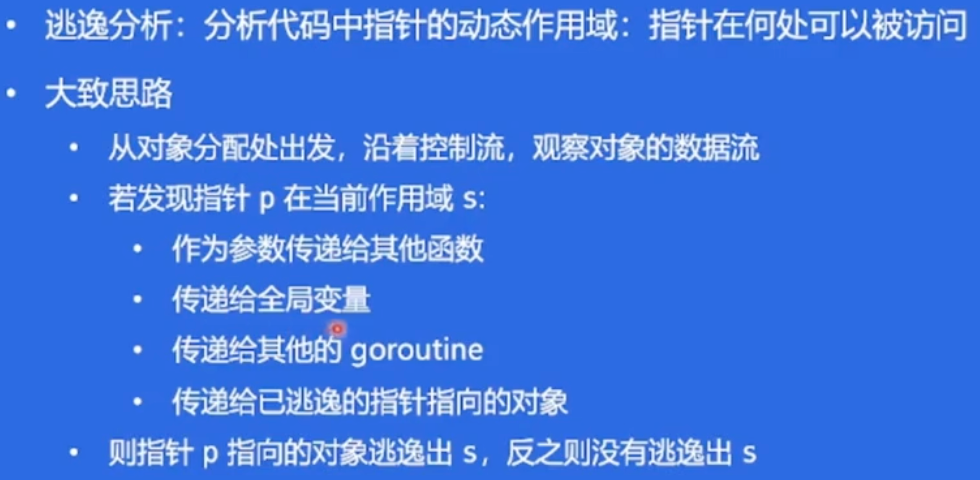 • 逃逸分析：分析代码中指针的动态作用域：指针在何处可以被访问
• 大致思路
• 从对象分配处出发，沿着控制流，观察对象的数据流
• 若发现指针 p 在当前作用域 s:
• 作为参数传递给其他函数
• 传递给全局变量
• 传递给其他的 goroutine
• 传递给已逃逸的指针指向的对象
• 则指针 p 指向的对象逃逸出 s，反之则没有逃逸出 s